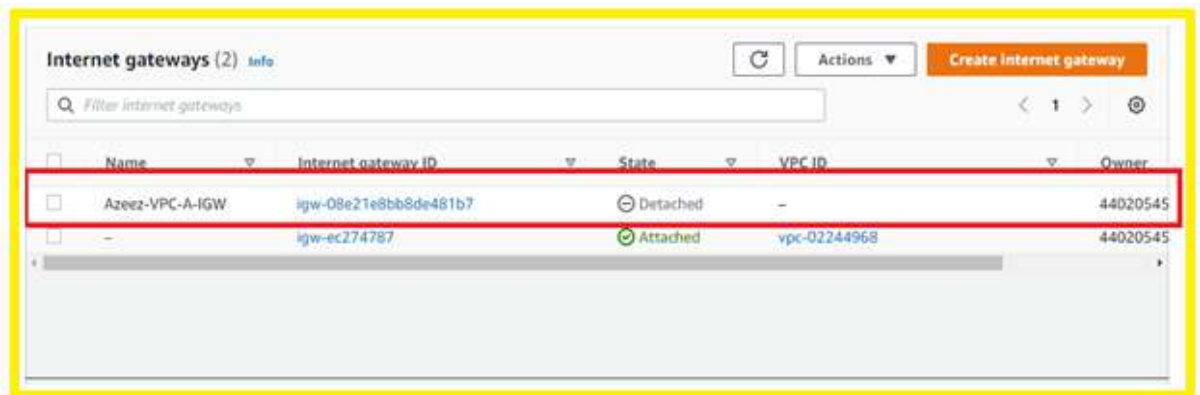 Internet gateways (2) Info
Actions ▼
Create internet gateway
Filter internet gateways
< 1 >
Name Internet gateway ID State VPC ID Owner
Azeez-VPC-A-IGW igw-08e21e8bb8de481b7 Detached – 44020545
– igw-ec274787 Attached vpc-02244968 44020545